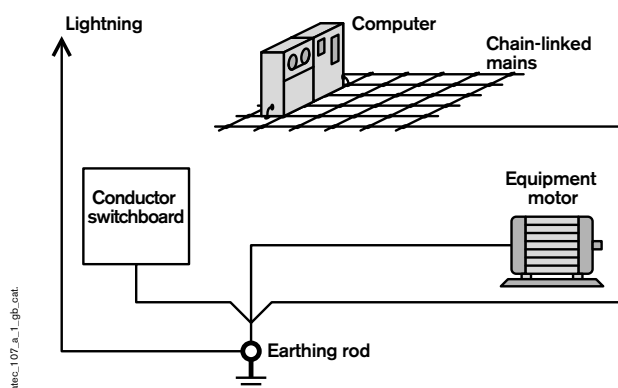 Lightning
Computer
Chain-linked
mains
Conductor
switchboard
Equipment
motor
Earthing rod